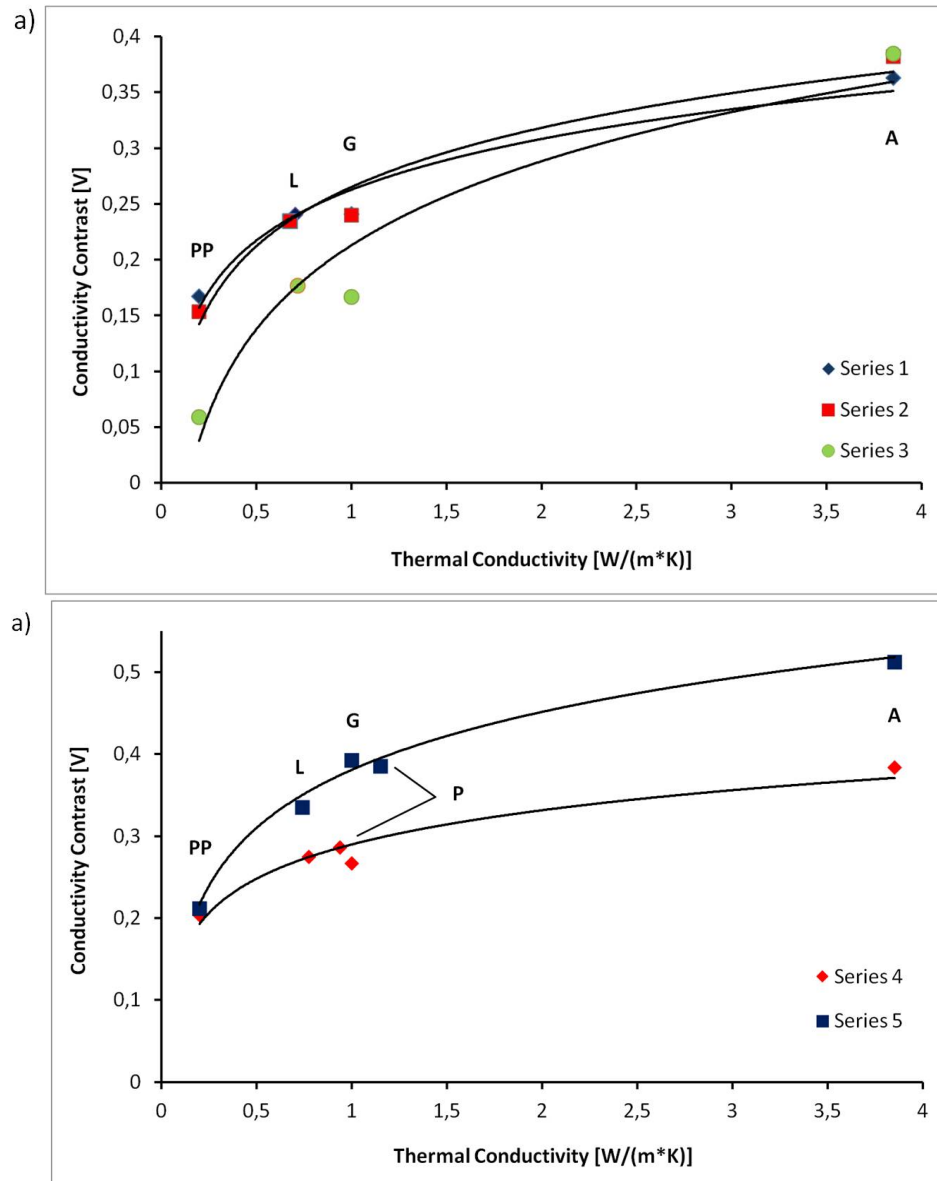 a)
0,4
0,35
0,3
0,25
0,2
0,15
0,1
0,05
0
Conductivity Contrast [V]
PP
L
G
A
Series 1
Series 2
Series 3
0 0,5 1 1,5 2 2,5 3 3,5 4
Thermal Conductivity [W/(m*K)]
a)
0,5
0,4
0,3
0,2
0,1
0
Conductivity Contrast [V]
PP
L
G
P
A
Series 4
Series 5
0 0,5 1 1,5 2 2,5 3 3,5 4
Thermal Conductivity [W/(m*K)]